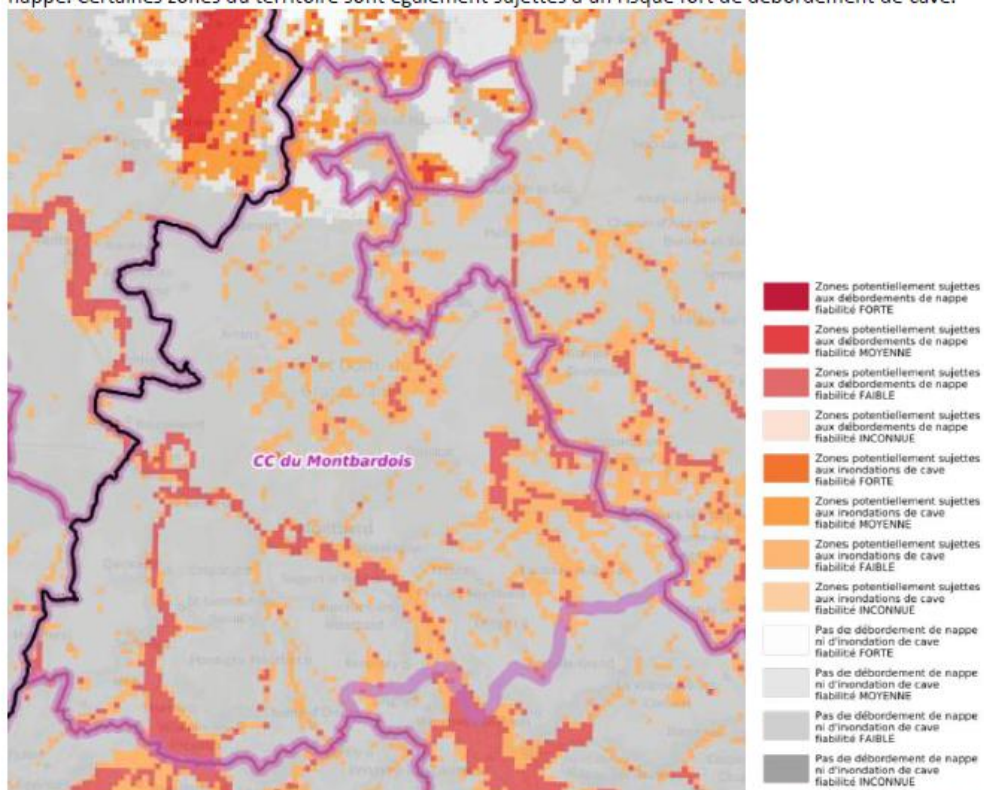 nappe. Certaines zones du territoire sont également sujettes à un risque fort de débordement de cave.
CC du Montbardois
Zones potentiellement sujettes
aux débordements de nappe
fiabilité FORTE
Zones potentiellement sujettes
aux débordements de nappe
fiabilité MOYENNE
Zones potentiellement sujettes
aux débordements de nappe
fiabilité FAIBLE
Zones potentiellement sujettes
aux débordements de nappe
fiabilité INCONNUE
Zones potentiellement sujettes
aux inondations de cave
fiabilité FORTE
Zones potentiellement sujettes
aux inondations de cave
fiabilité MOYENNE
Zones potentiellement sujettes
aux inondations de cave
fiabilité FAIBLE
Zones potentiellement sujettes
aux inondations de cave
fiabilité INCONNUE
Pas de débordement de nappe
ni d'inondation de cave
fiabilité FORTE
Pas de débordement de nappe
ni d'inondation de cave
fiabilité MOYENNE
Pas de débordement de nappe
ni d'inondation de cave
fiabilité FAIBLE
Pas de débordement de nappe
ni d'inondation de cave
fiabilité INCONNUE